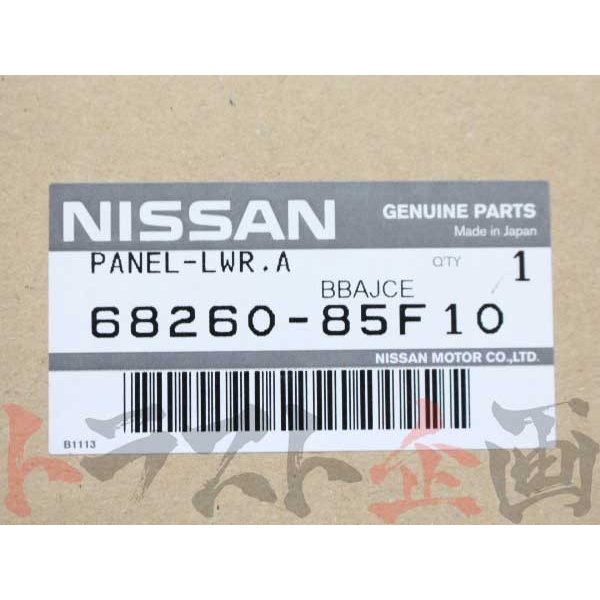 NISSAN
GENUINE PARTS
Made in Japan
PANEL-LWR.A
Q'TY
1
BBAJCE
68260-85F10
NISSAN MOTOR CO.,LTD.
B1113
トラスト企画